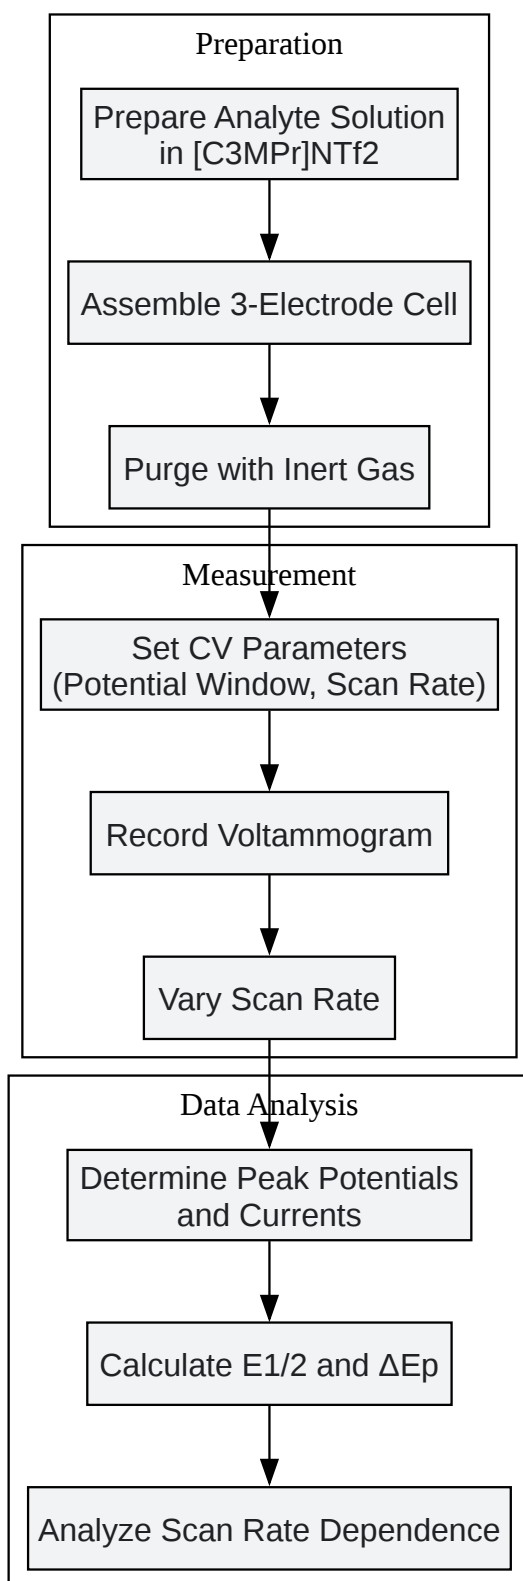 Preparation
Prepare Analyte Solution
in [C3MPr]NTf2
Assemble 3-Electrode Cell
Purge with Inert Gas
Measurement
Set CV Parameters
(Potential Window, Scan Rate)
Record Voltammogram
Vary Scan Rate
Data Analysis
Determine Peak Potentials
and Currents
Calculate E1/2 and ΔEp
Analyze Scan Rate Dependence